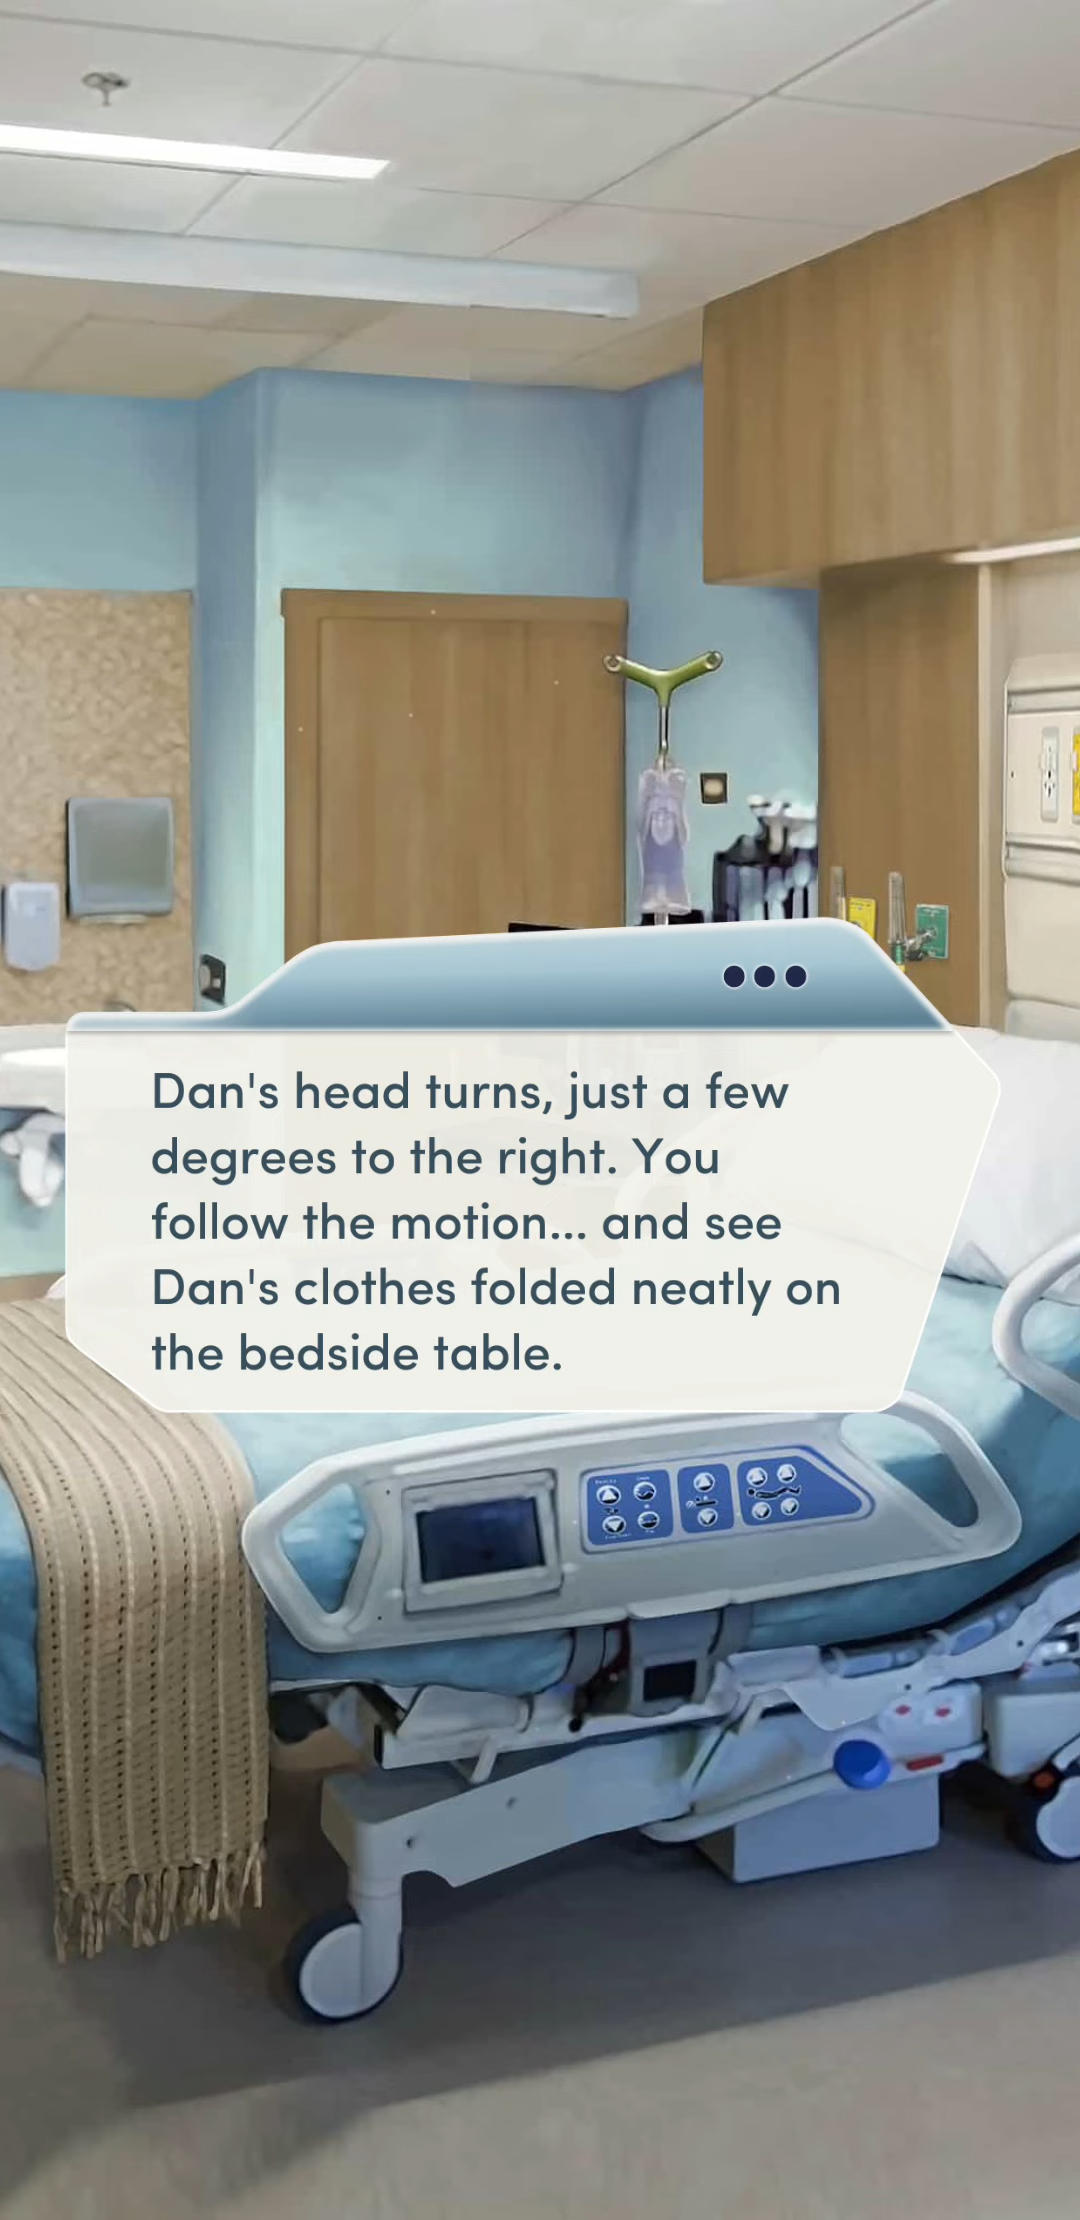 Dan's head turns, just a few
degrees to the right. You
follow the motion... and see
Dan's clothes folded neatly on
the bedside table.